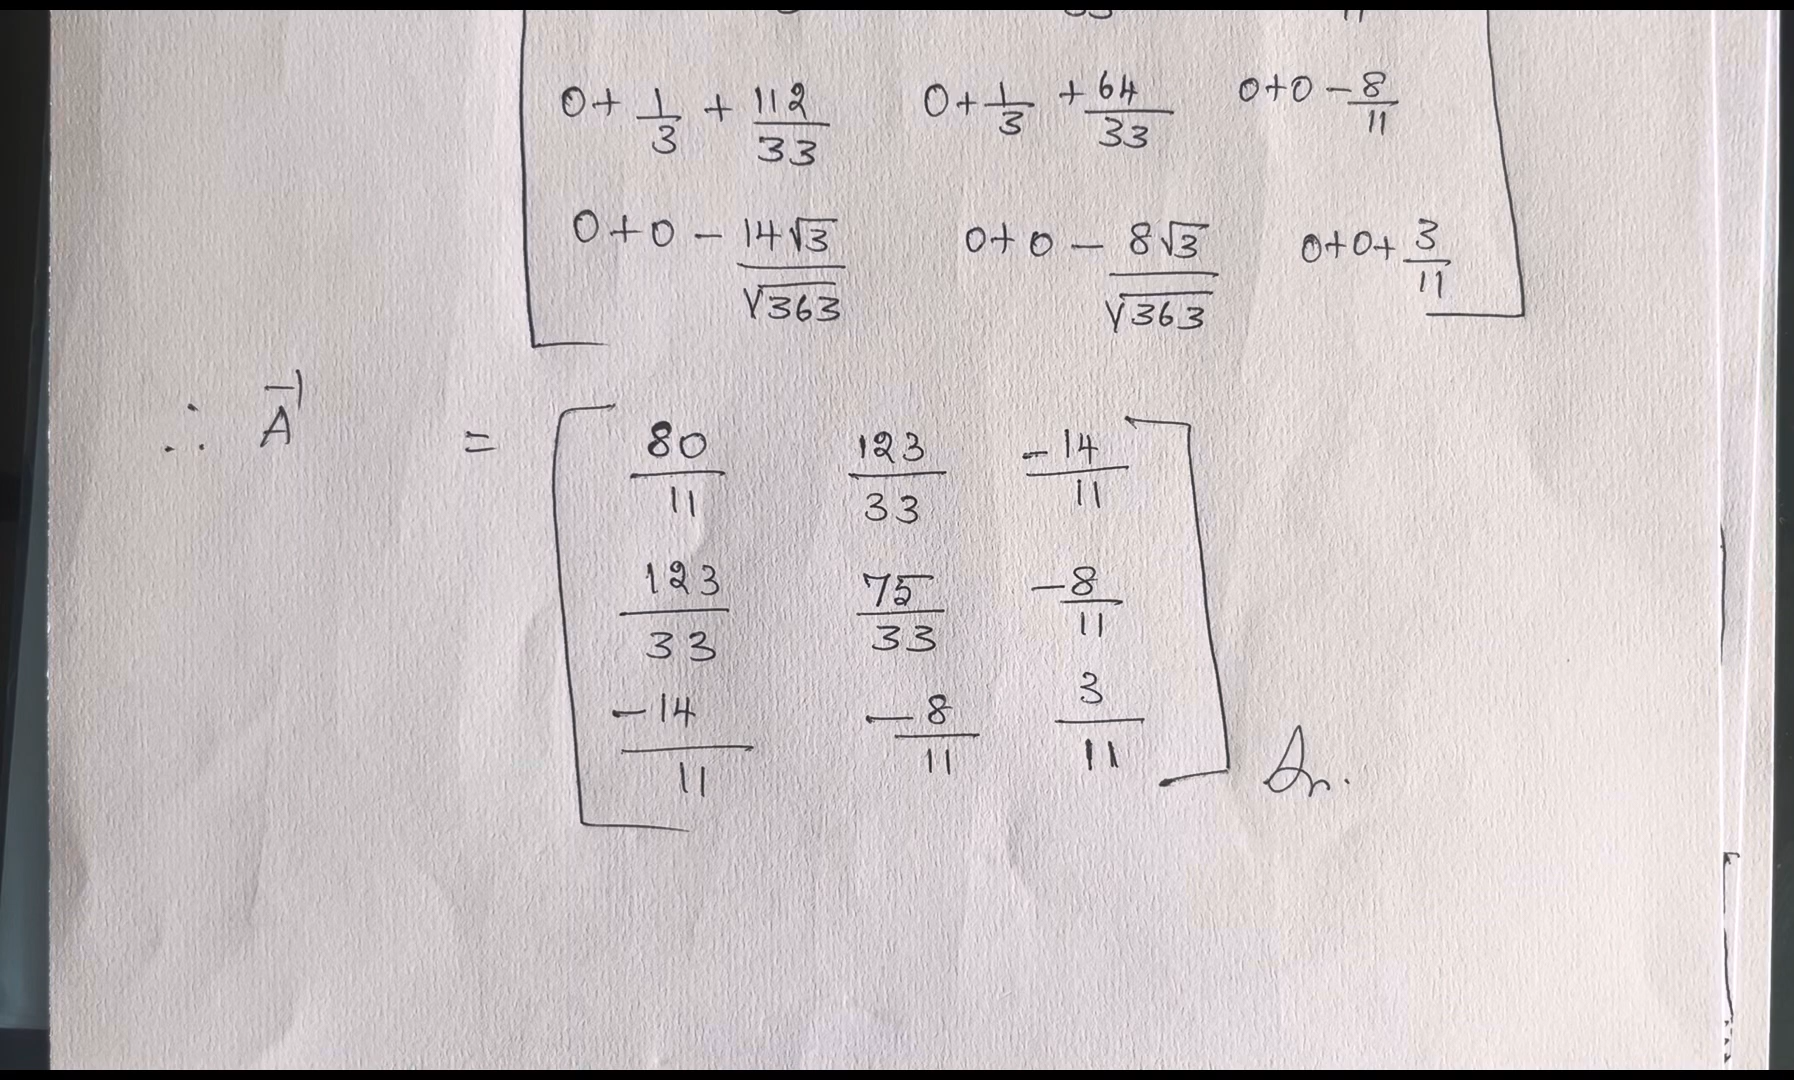 0+1/3+112/33 0+1/3+64/33 0+0-8/11
0+0-14√3/√363 0+0-8√3/√363 0+0+3/11
∴ A⁻¹ = [ 80/11 123/33 -14/11
123/33 75/33 -8/11
-14/11 -8/11 3/11 ]